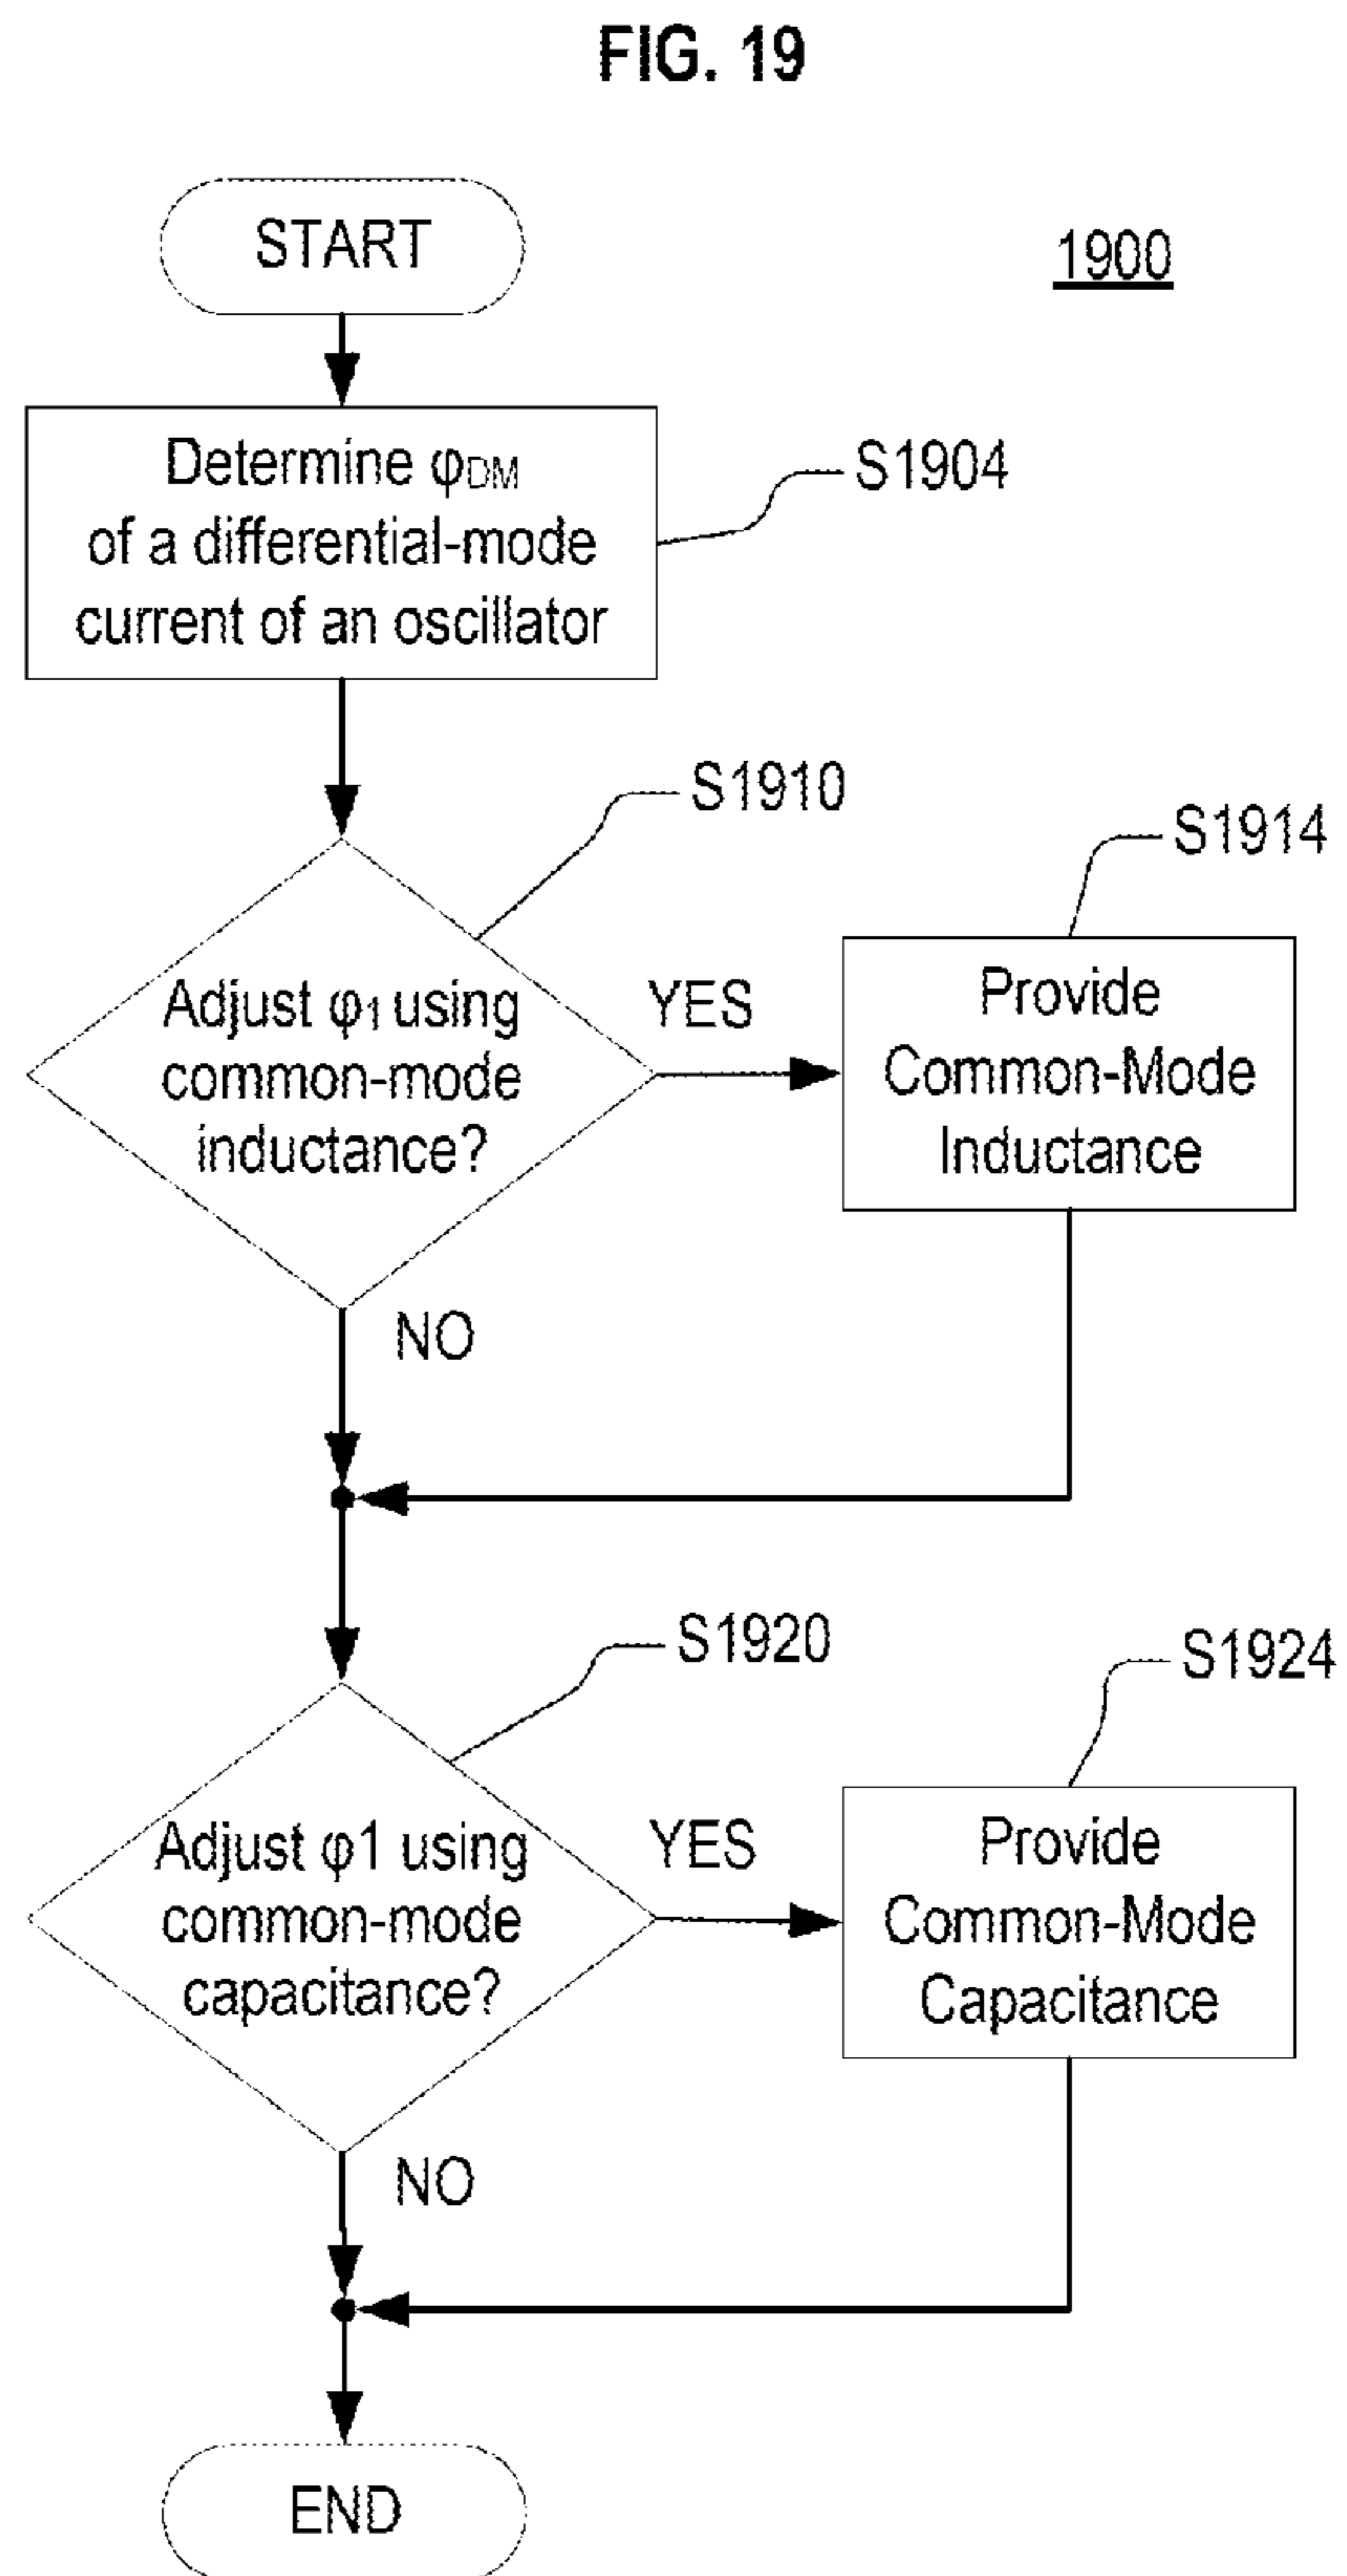 FIG. 19
START
1900
Determine φDM
of a differential-mode
current of an oscillator
S1904
S1910
Adjust φ1 using
common-mode
inductance?
YES
S1914
Provide
Common-Mode
Inductance
NO
S1920
Adjust φ1 using
common-mode
capacitance?
YES
S1924
Provide
Common-Mode
Capacitance
NO
END